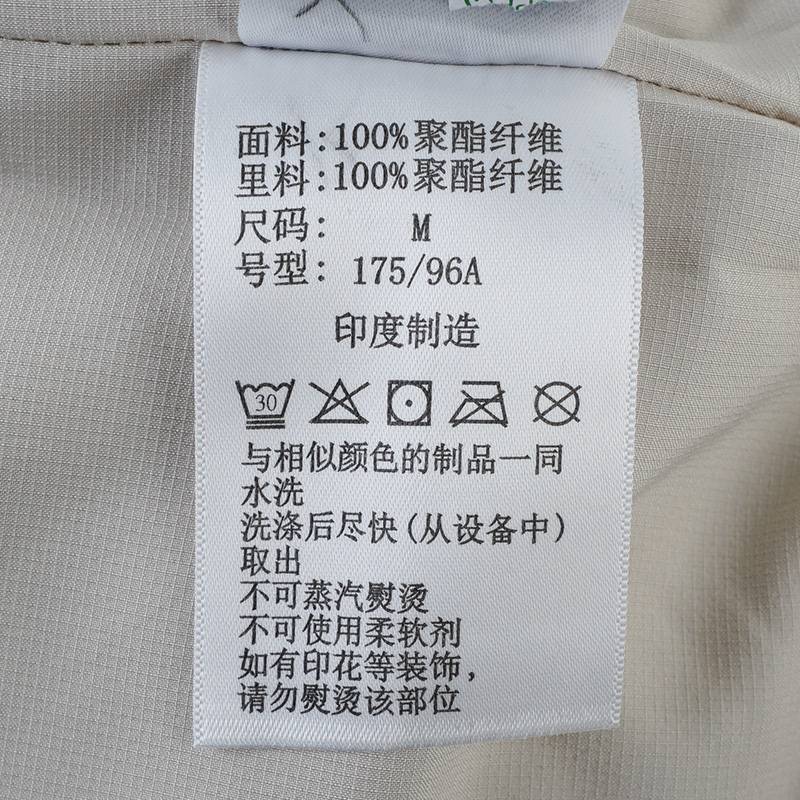 面料:100%聚酯纤维
里料:100%聚酯纤维
尺码: M
号型: 175/96A
印度制造
30
与相似颜色的制品一同
水洗
洗涤后尽快(从设备中)
取出
不可蒸汽熨烫
不可使用柔软剂
如有印花等装饰,
请勿熨烫该部位